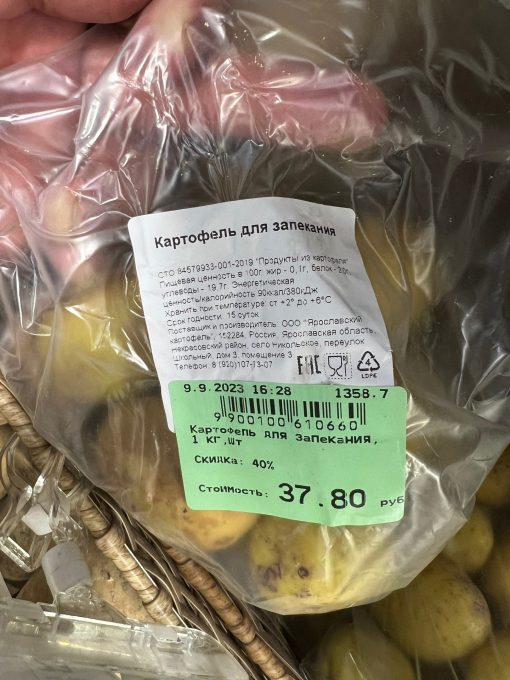 Картофель для запекания
СТО 84579933-001-2019 "Продукты из картофеля"
Пищевая ценность в 100г: жир - 0,1г, белок - 2,0г,
углеводы - 19,7г. Энергетическая
ценность/калорийность 90ккал/380кДж
Хранить при температуре: от +2° до +6°С
Срок годности: 15 суток
Поставщик и производитель: ООО "Ярославский
картофель", 152284, Россия, Ярославская область,
Некрасовский район, село Никольское, переулок
Школьный, дом 3, помещение 3
Телефон: 8 (920)107-13-07
EAC
4
LDPE
9.9.2023 16:28 1358.7
9900100610660
Картофель для запекания,
1 кг,шт
Скидка: 40%
Стоимость: 37.80 руб